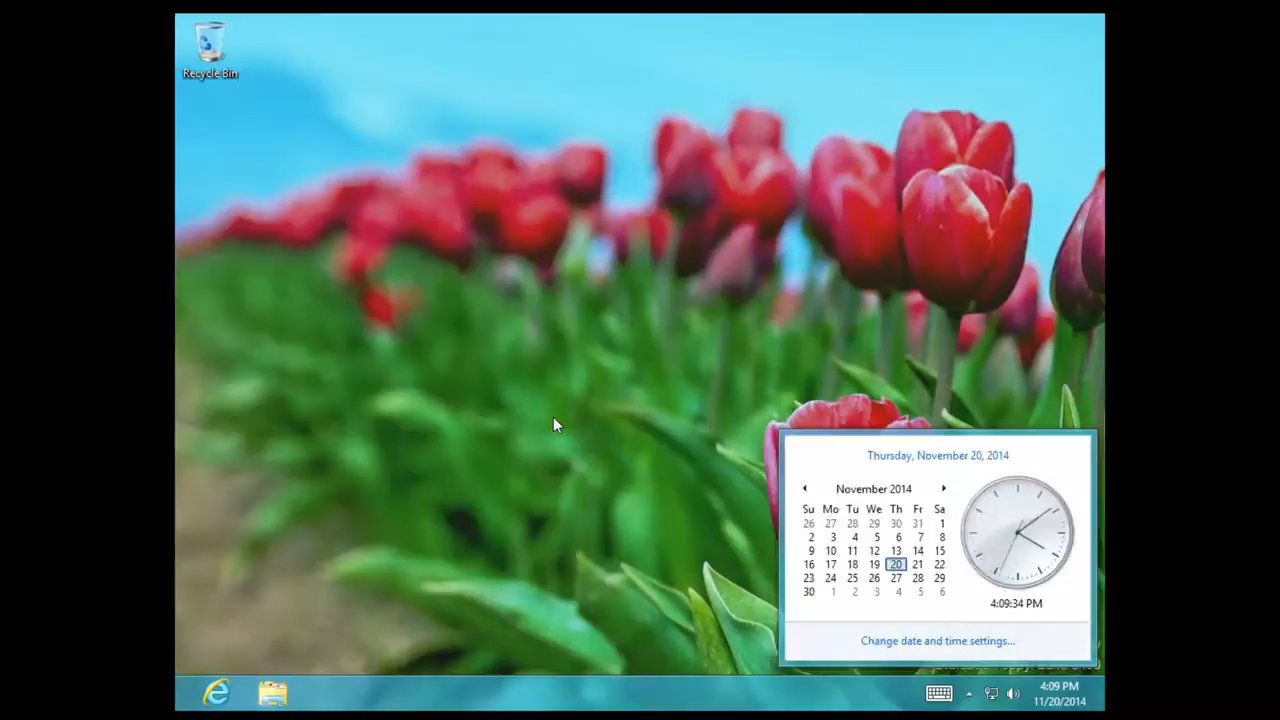 Recycle Bin
Thursday, November 20, 2014
November 2014
Su Mo Tu We Th Fr Sa
26 27 28 29 30 31 1
2 3 4 5 6 7 8
9 10 11 12 13 14 15
16 17 18 19 20 21 22
23 24 25 26 27 28 29
30 1 2 3 4 5 6
4:09:34 PM
Change date and time settings...
4:09 PM
11/20/2014